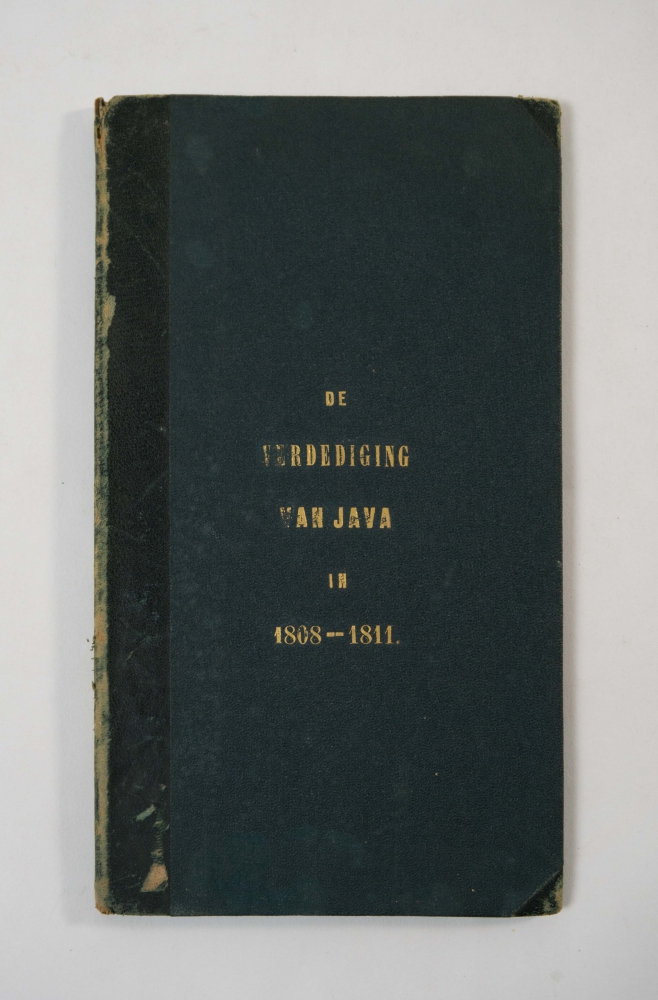 DE
VERDEDIGING
VAN JAVA
IN
1808--1811.